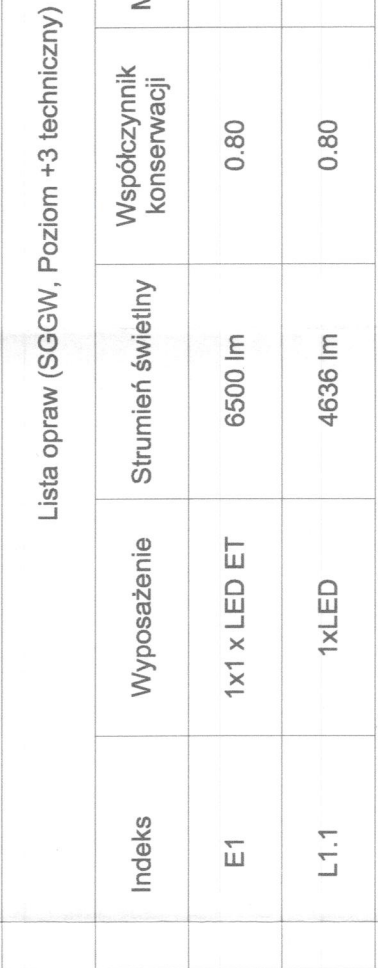 Lista opraw (SGGW, Poziom +3 techniczny)
Indeks Wyposażenie Strumień świetlny Współczynnik konserwacji
E1 1x1 x LED ET 6500 lm 0.80
L1.1 1xLED 4636 lm 0.80